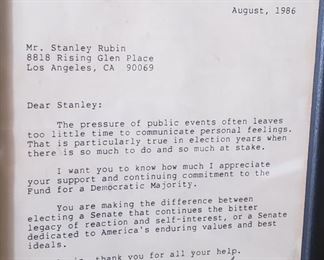 August, 1986
Mr. Stanley Rubin
8818 Rising Glen Place
Los Angeles, CA 90069
Dear Stanley:
The pressure of public events often leaves
too little time to communicate personal feelings.
That is particularly true in election years when
there is so much to do and so much at stake.
I want you to know how much I appreciate
your support and continuing commitment to the
Fund for a Democratic Majority.
You are making the difference between
electing a Senate that continues the bitter
legacy of reaction and self-interest, or a Senate
dedicated to America's enduring values and best
ideals.
thank you for all your help.